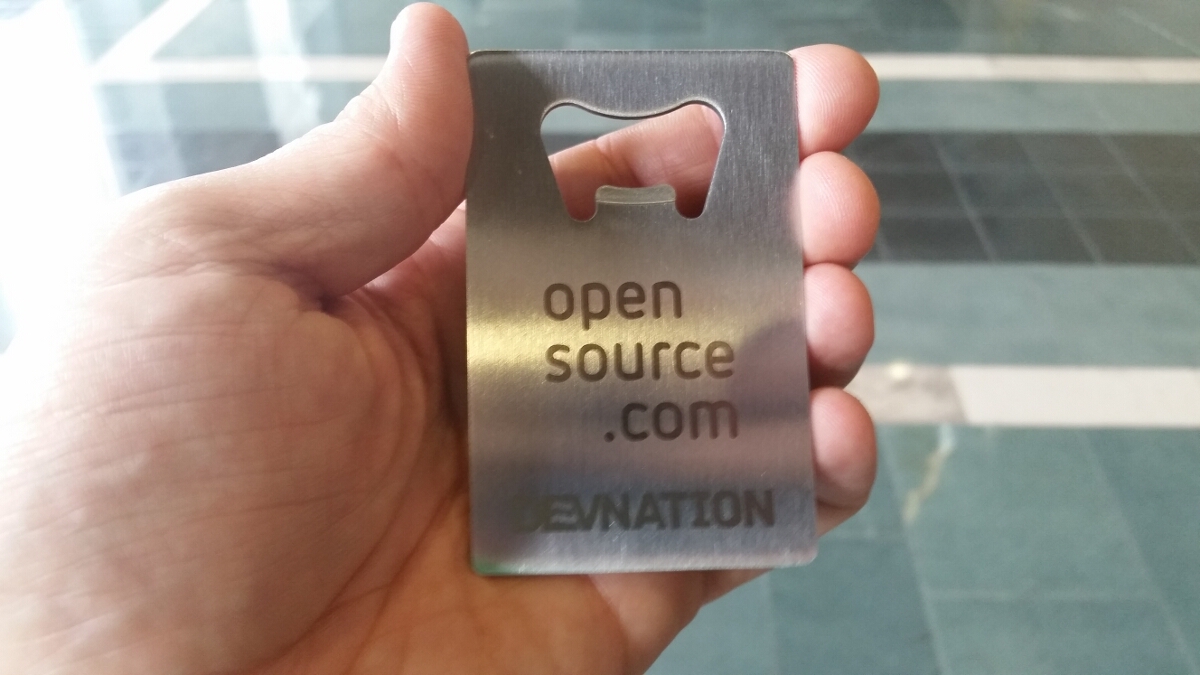 open
source
.com
DEVNATION